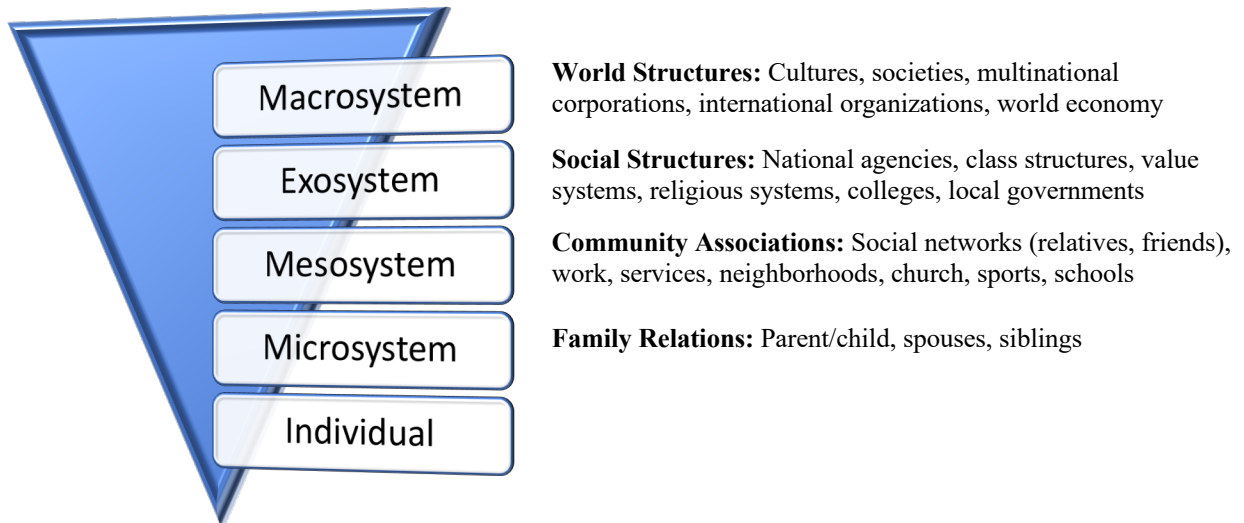 Macrosystem
World Structures: Cultures, societies, multinational
corporations, international organizations, world economy
Exosystem
Social Structures: National agencies, class structures, value
systems, religious systems, colleges, local governments
Mesosystem
Community Associations: Social networks (relatives, friends),
work, services, neighborhoods, church, sports, schools
Microsystem
Family Relations: Parent/child, spouses, siblings
Individual